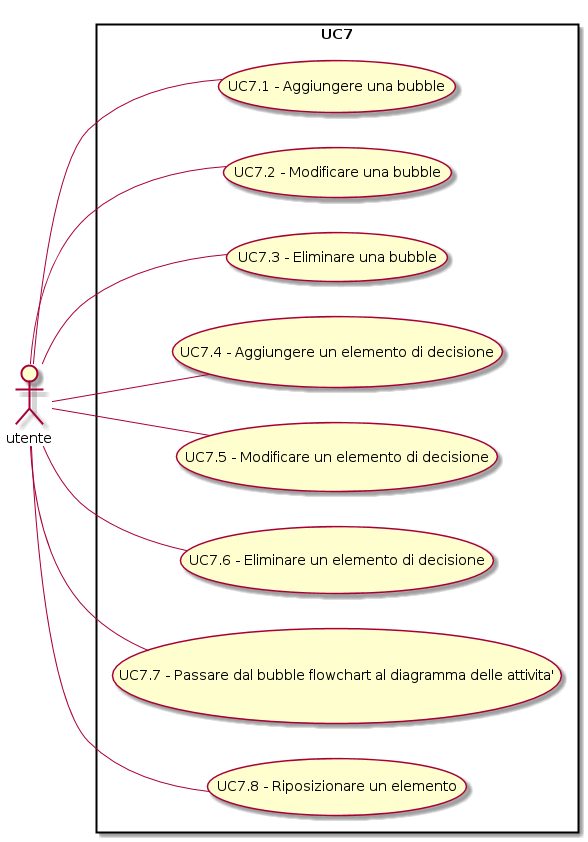 UC7
UC7.1 - Aggiungere una bubble
UC7.2 - Modificare una bubble
UC7.3 - Eliminare una bubble
UC7.4 - Aggiungere un elemento di decisione
utente
UC7.5 - Modificare un elemento di decisione
UC7.6 - Eliminare un elemento di decisione
UC7.7 - Passare dal bubble flowchart al diagramma delle attivita'
UC7.8 - Riposizionare un elemento